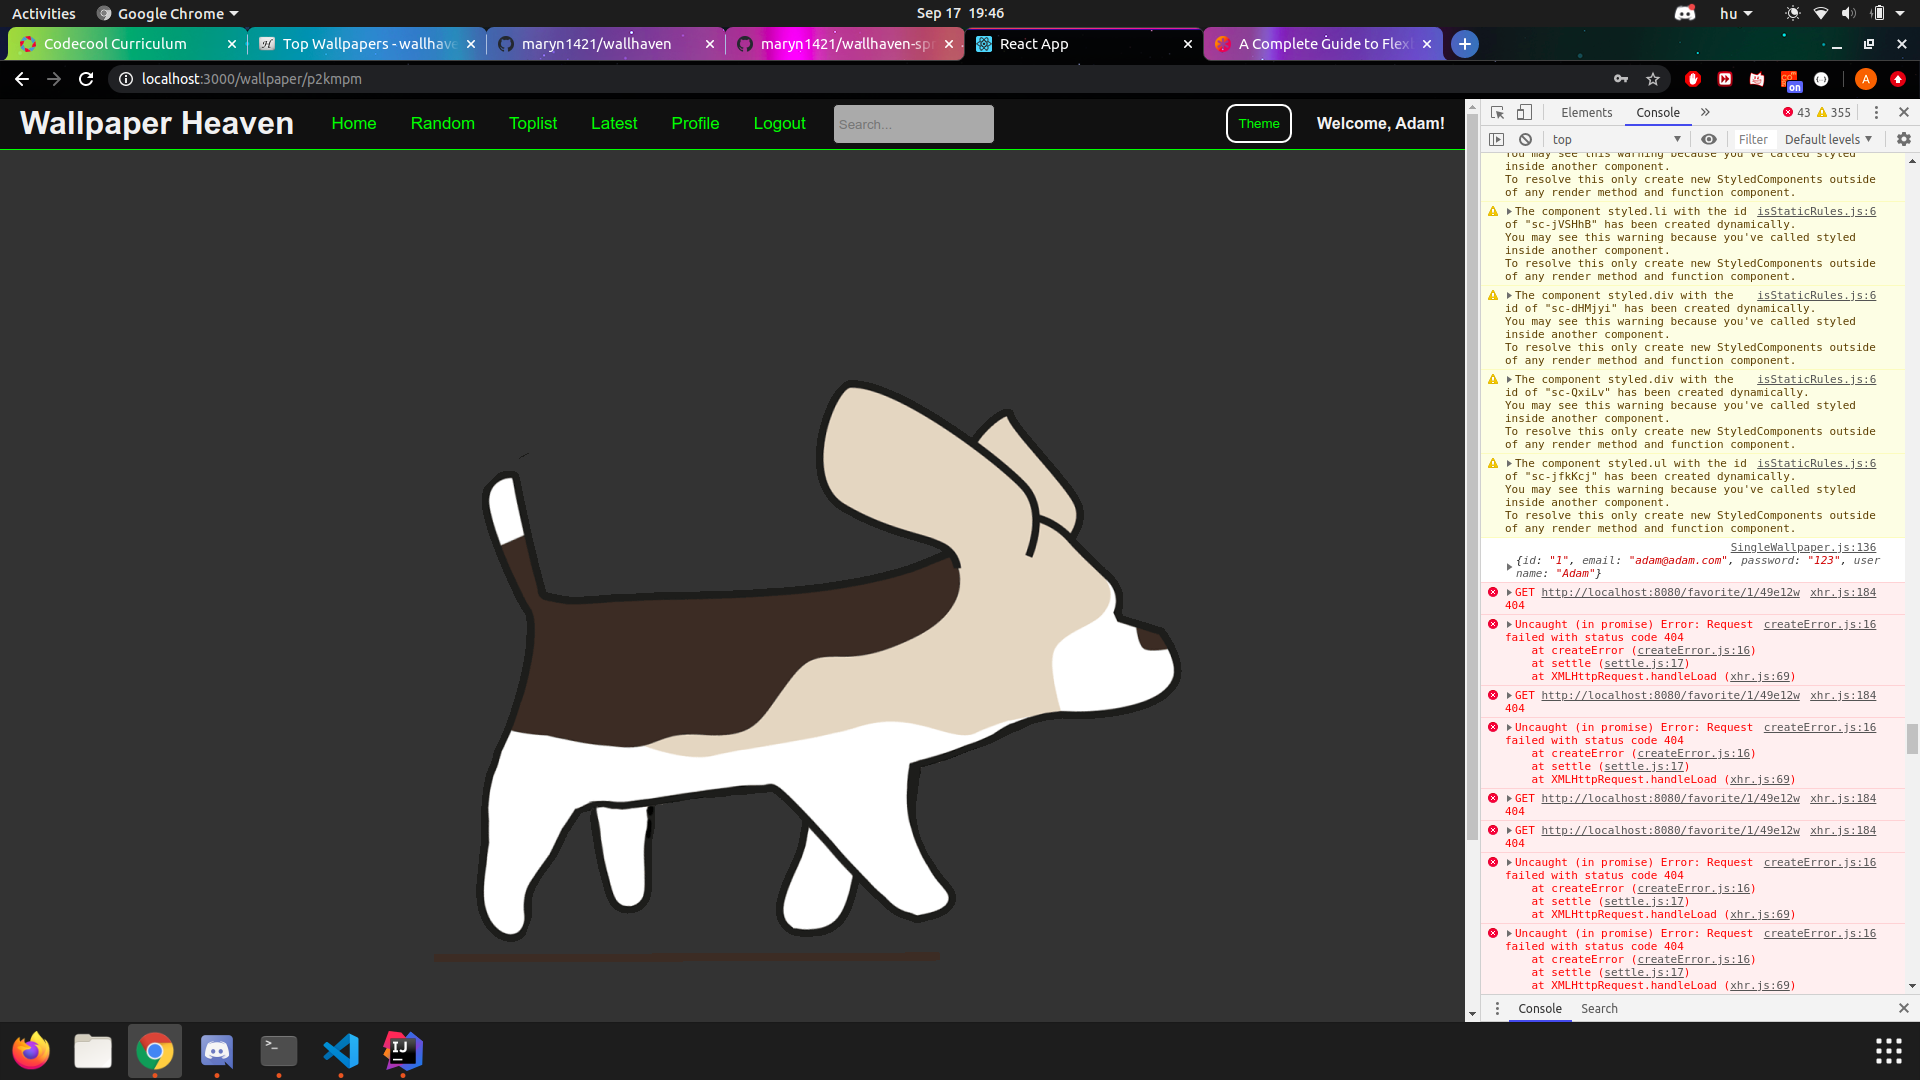 Activities
Google Chrome
Sep 17 19:46
hu
Codecool Curriculum
Top Wallpapers - wallhave
maryn1421/wallhaven
maryn1421/wallhaven-spr
React App
A Complete Guide to Flexb
localhost:3000/wallpaper/p2kmpm
on
A
Wallpaper Heaven
Home
Random
Toplist
Latest
Profile
Logout
Search...
Theme
Welcome, Adam!
Elements
Console
43
355
top
Filter
Default levels
You may see this warning because you've called styled
inside another component.
To resolve this only create new StyledComponents outside
of any render method and function component.
The component styled.li with the id isStaticRules.js:6
of "sc-jVSHhB" has been created dynamically.
You may see this warning because you've called styled
inside another component.
To resolve this only create new StyledComponents outside
of any render method and function component.
The component styled.div with the isStaticRules.js:6
id of "sc-dHMjyi" has been created dynamically.
You may see this warning because you've called styled
inside another component.
To resolve this only create new StyledComponents outside
of any render method and function component.
The component styled.div with the isStaticRules.js:6
id of "sc-QxiLv" has been created dynamically.
You may see this warning because you've called styled
inside another component.
To resolve this only create new StyledComponents outside
of any render method and function component.
The component styled.ul with the id isStaticRules.js:6
of "sc-jfkKcj" has been created dynamically.
You may see this warning because you've called styled
inside another component.
To resolve this only create new StyledComponents outside
of any render method and function component.
SingleWallpaper.js:136
{id: "1", email: "adam@adam.com", password: "123", user
name: "Adam"}
GET http://localhost:8080/favorite/1/49e12w xhr.js:184
404
Uncaught (in promise) Error: Request createError.js:16
failed with status code 404
at createError (createError.js:16)
at settle (settle.js:17)
at XMLHttpRequest.handleLoad (xhr.js:69)
GET http://localhost:8080/favorite/1/49e12w xhr.js:184
404
Uncaught (in promise) Error: Request createError.js:16
failed with status code 404
at createError (createError.js:16)
at settle (settle.js:17)
at XMLHttpRequest.handleLoad (xhr.js:69)
GET http://localhost:8080/favorite/1/49e12w xhr.js:184
404
GET http://localhost:8080/favorite/1/49e12w xhr.js:184
404
Uncaught (in promise) Error: Request createError.js:16
failed with status code 404
at createError (createError.js:16)
at settle (settle.js:17)
at XMLHttpRequest.handleLoad (xhr.js:69)
Uncaught (in promise) Error: Request createError.js:16
failed with status code 404
at createError (createError.js:16)
at settle (settle.js:17)
at XMLHttpRequest.handleLoad (xhr.js:69)
Console
Search
IJ